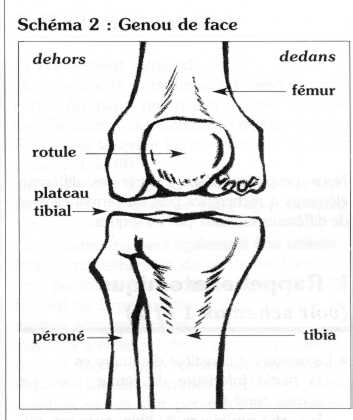 Schéma 2 : Genou de face
dehors
dedans
fémur
rotule
plateau
tibial
péroné
tibia